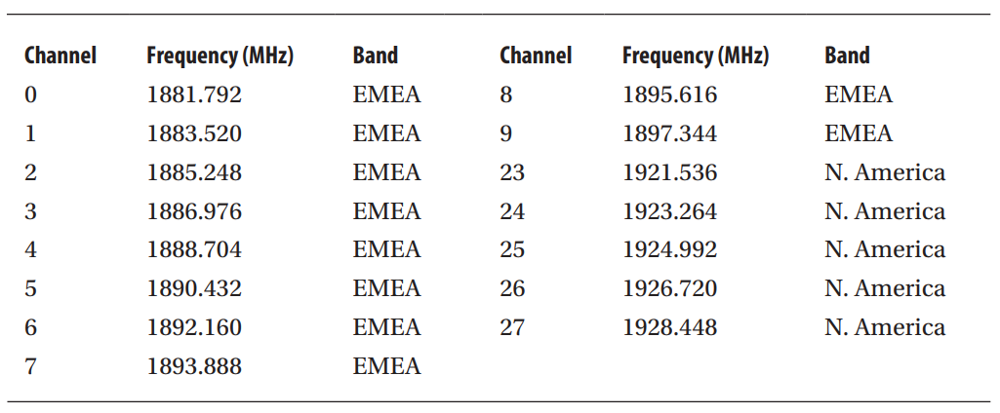 Channel Frequency (MHz) Band Channel Frequency (MHz) Band
0 1881.792 EMEA 8 1895.616 EMEA
1 1883.520 EMEA 9 1897.344 EMEA
2 1885.248 EMEA 23 1921.536 N. America
3 1886.976 EMEA 24 1923.264 N. America
4 1888.704 EMEA 25 1924.992 N. America
5 1890.432 EMEA 26 1926.720 N. America
6 1892.160 EMEA 27 1928.448 N. America
7 1893.888 EMEA